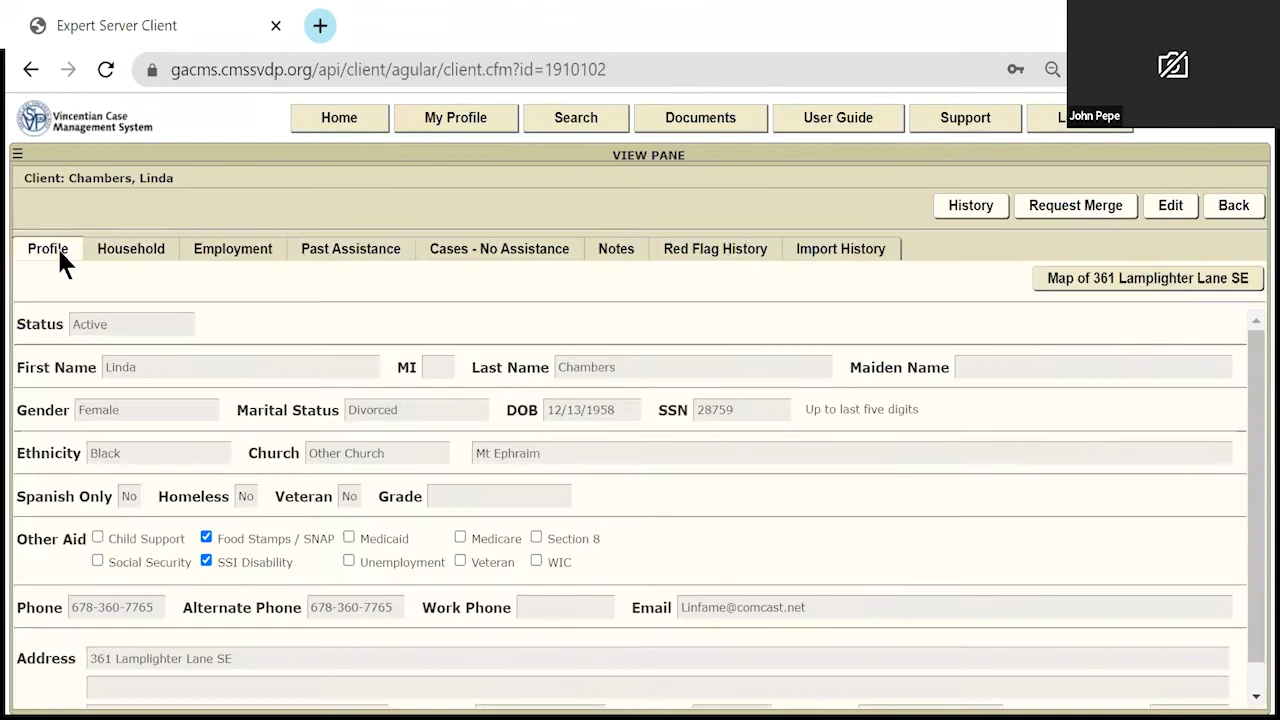 Expert Server Client
gacms.cmssvdp.org/api/client/agular/client.cfm?id=1910102
John Pepe
SVP
Vincentian Case
Management System
Home My Profile Search Documents User Guide Support L
VIEW PANE
Client: Chambers, Linda
History Request Merge Edit Back
Profile Household Employment Past Assistance Cases - No Assistance Notes Red Flag History Import History
Map of 361 Lamplighter Lane SE
Status Active
First Name Linda MI Last Name Chambers Maiden Name
Gender Female Marital Status Divorced DOB 12/13/1958 SSN 28759 Up to last five digits
Ethnicity Black Church Other Church Mt Ephraim
Spanish Only No Homeless No Veteran No Grade
Other Aid Child Support Food Stamps / SNAP Medicaid Medicare Section 8
Social Security SSI Disability Unemployment Veteran WIC
Phone 678-360-7765 Alternate Phone 678-360-7765 Work Phone Email Linfame@comcast.net
Address 361 Lamplighter Lane SE